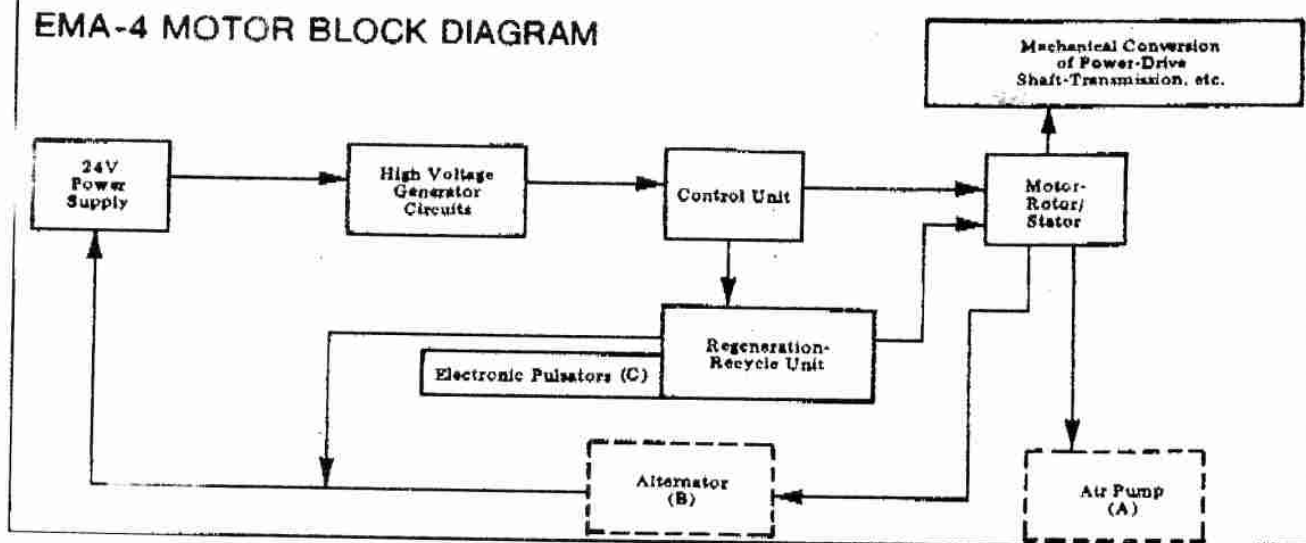 EMA-4 MOTOR BLOCK DIAGRAM
Mechanical Conversion
of Power-Drive
Shaft-Transmission, etc.
24V
Power
Supply
High Voltage
Generator
Circuits
Control Unit
Motor-
Rotor/
Stator
Regeneration-
Recycle Unit
Electronic Pulsators (C)
Alternator
(B)
Air Pump
(A)